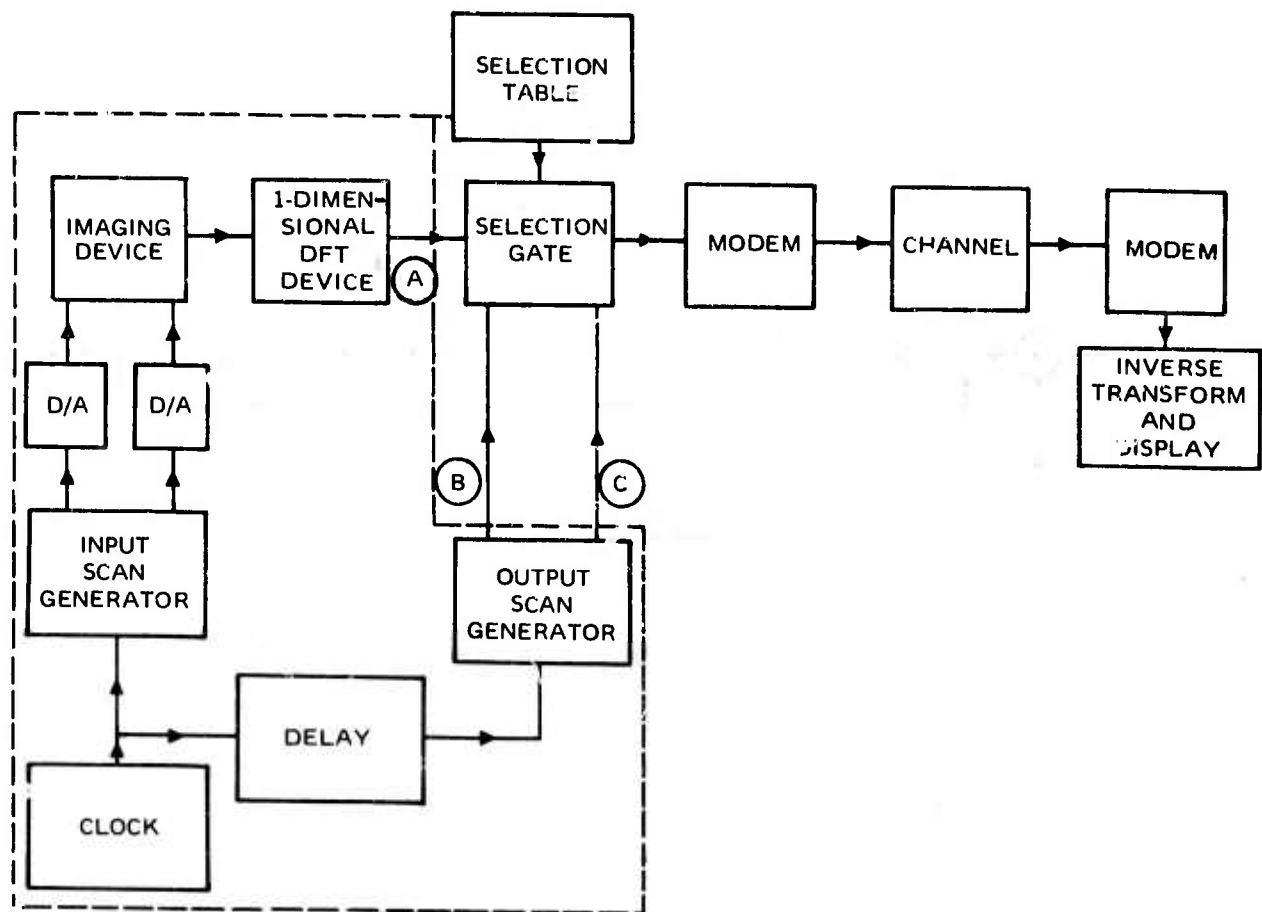 SELECTION
TABLE
IMAGING
DEVICE
1-DIMEN-
SIONAL
DFT
DEVICE
A
SELECTION
GATE
MODEM
CHANNEL
MODEM
D/A
D/A
INVERSE
TRANSFORM
AND
DISPLAY
B
C
INPUT
SCAN
GENERATOR
OUTPUT
SCAN
GENERATOR
DELAY
CLOCK